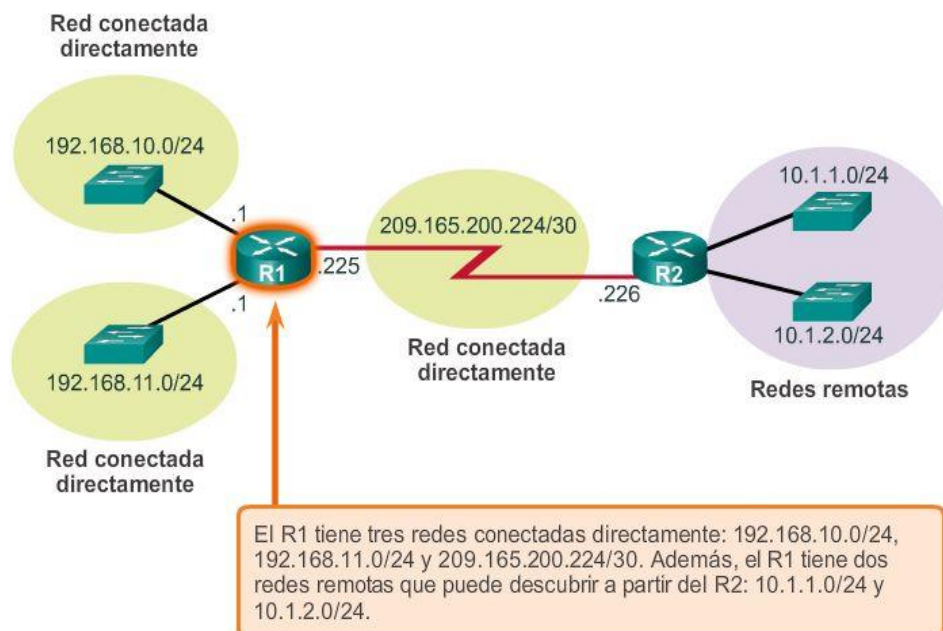 Red conectada
directamente
192.168.10.0/24
.1
R1
.225
.1
192.168.11.0/24
Red conectada
directamente
209.165.200.224/30
.226
Red conectada
directamente
R2
10.1.1.0/24
10.1.2.0/24
Redes remotas
El R1 tiene tres redes conectadas directamente: 192.168.10.0/24,
192.168.11.0/24 y 209.165.200.224/30. Además, el R1 tiene dos
redes remotas que puede descubrir a partir del R2: 10.1.1.0/24 y
10.1.2.0/24.